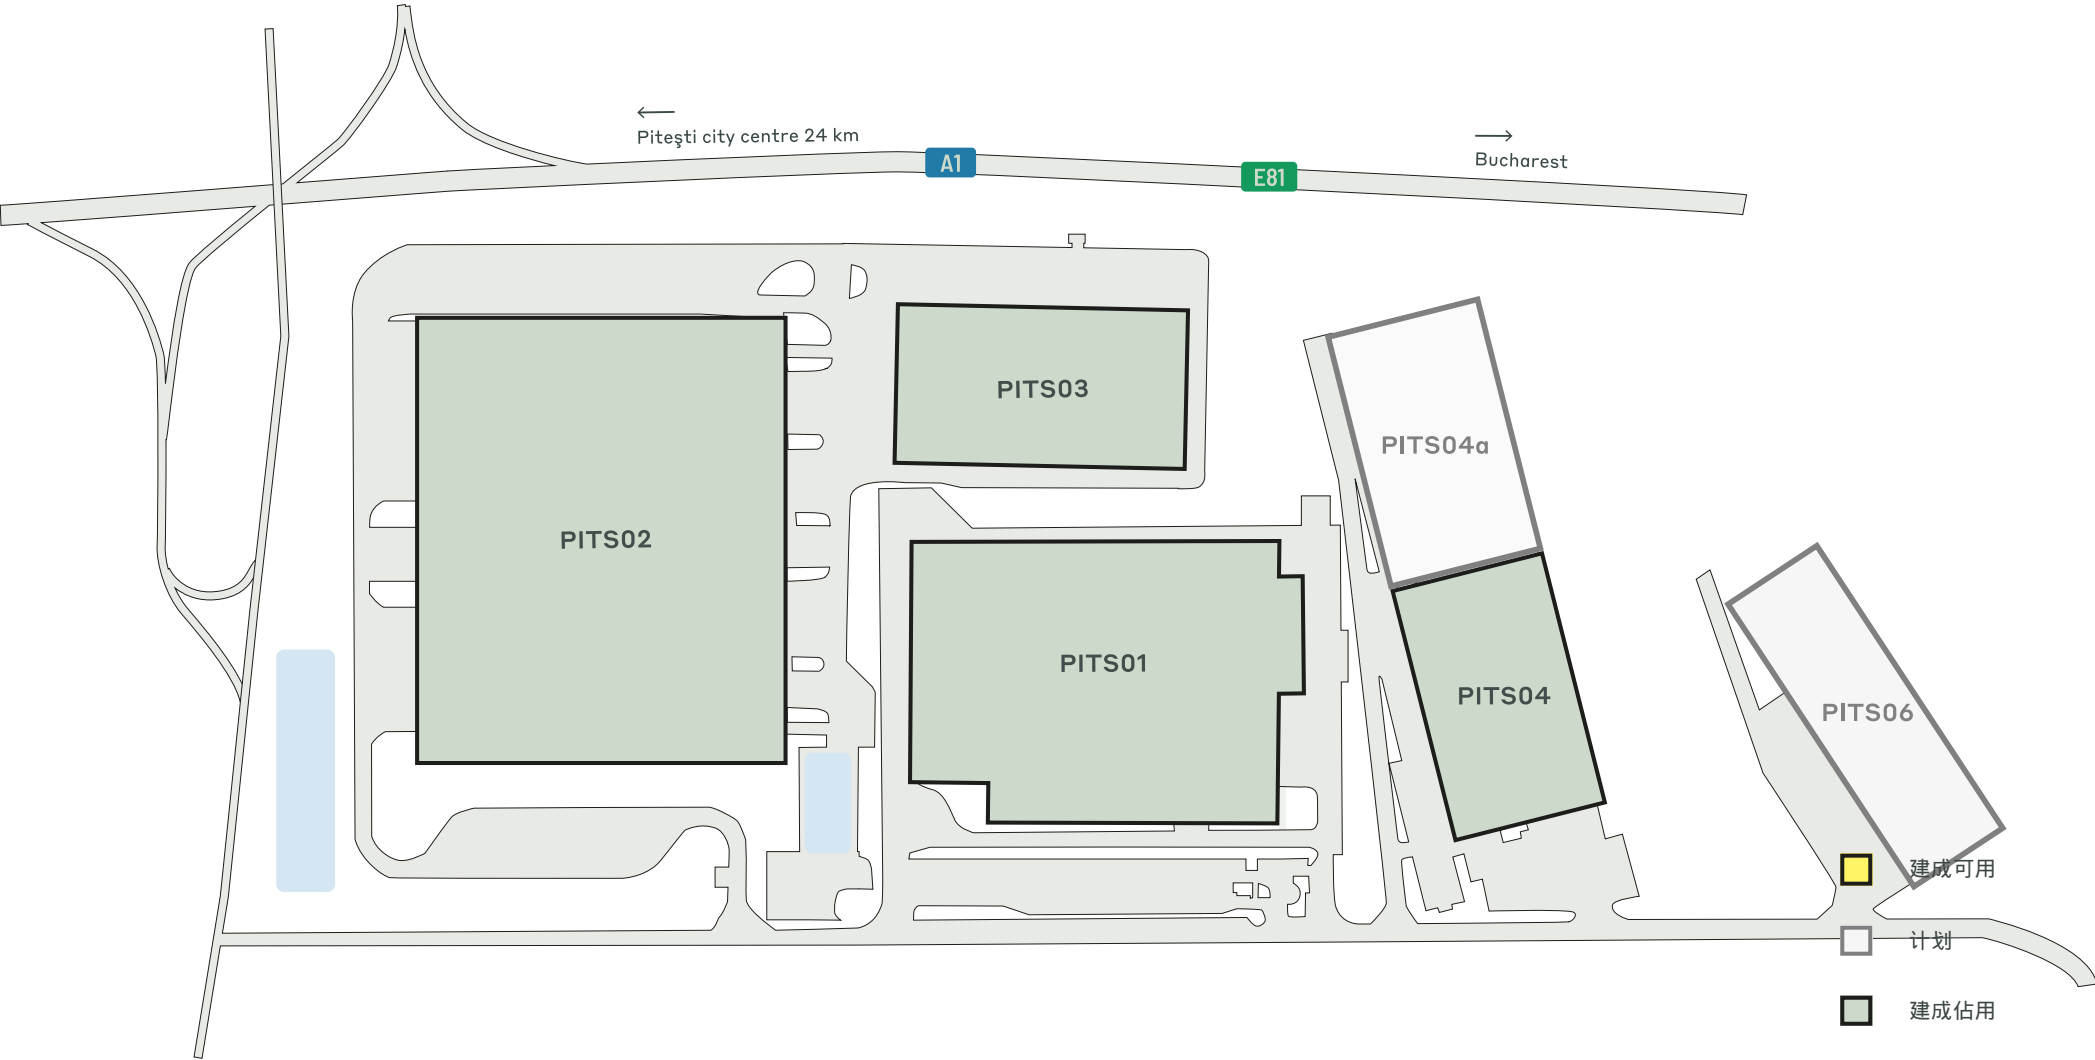 Piteşti city centre 24 km
A1
E81
Bucharest
PITS03
PITS04a
PITS02
PITS01
PITS04
PITS06
建成可用
计划
建成佔用